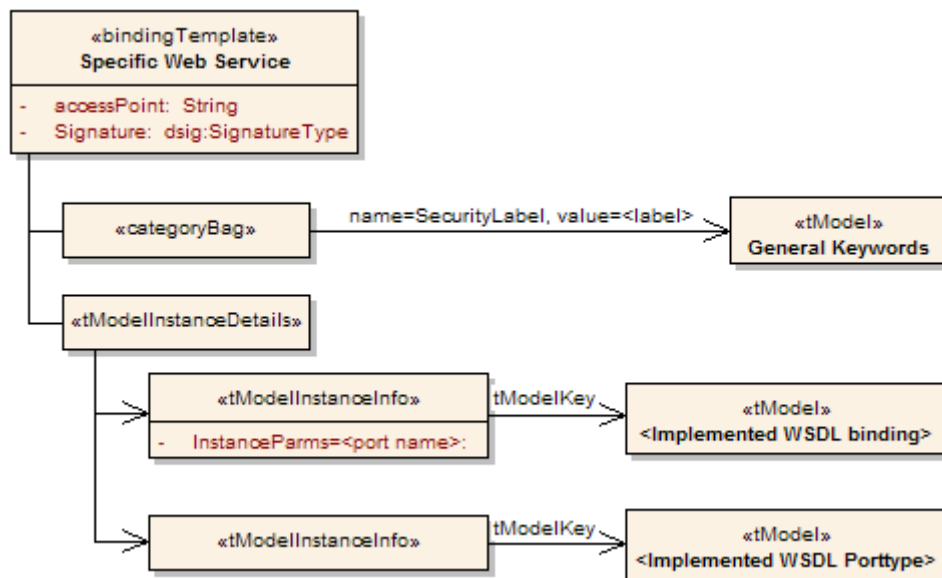 «bindingTemplate»
Specific Web Service
- accessPoint: String
- Signature: dsig:SignatureType
«categoryBag»
name=SecurityLabel, value=<label>
«tModel»
General Keywords
«tModelInstanceDetails»
«tModelInstanceInfo»
- InstanceParms=<port name>:
tModelKey
«tModel»
<Implemented WSDL binding>
«tModelInstanceInfo»
tModelKey
«tModel»
<Implemented WSDL Porttype>